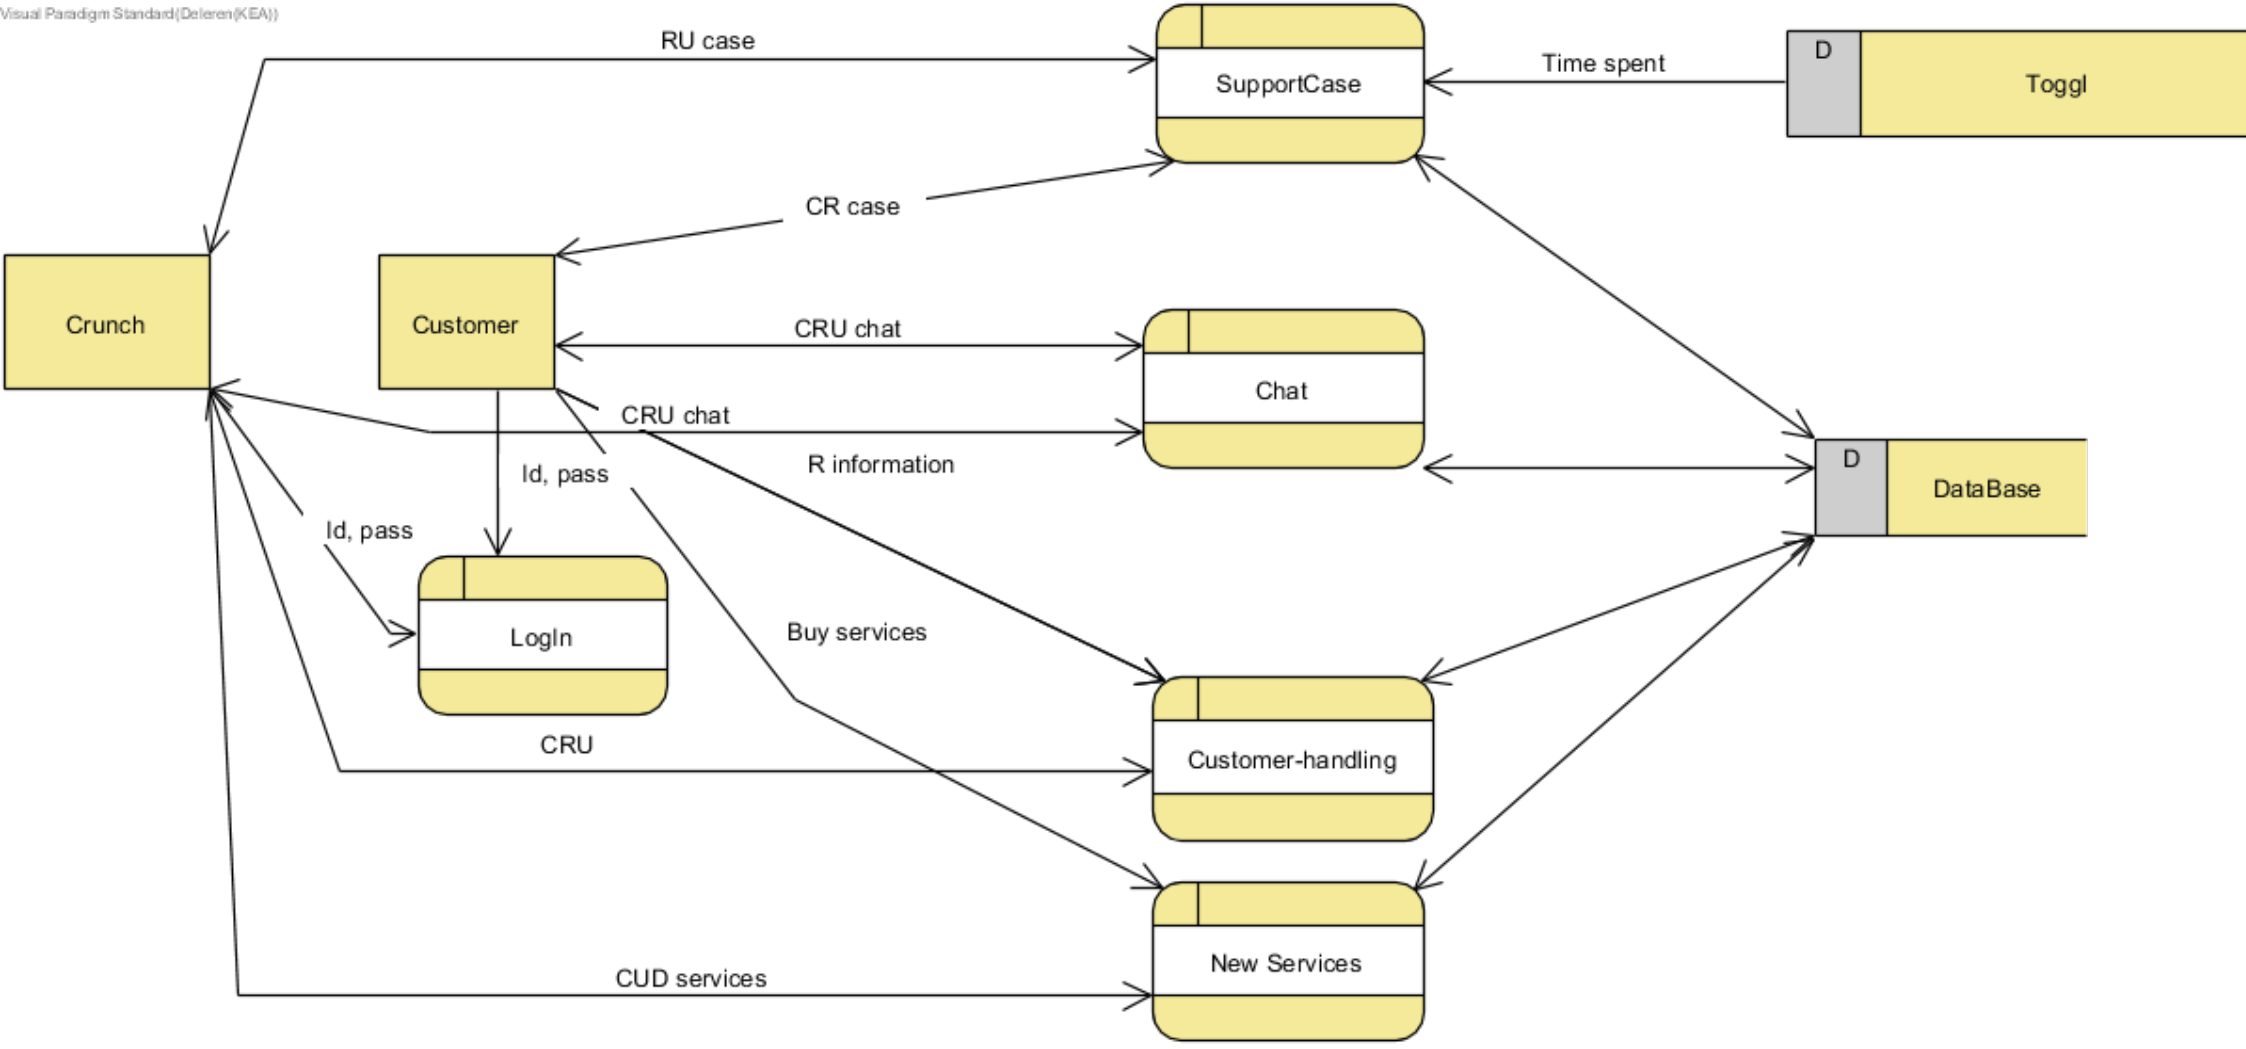 Visual Paradigm Standard(Deleren(KEA))
RU case
SupportCase
Time spent
D
Toggl
CR case
Crunch
Customer
CRU chat
Chat
CRU chat
R information
Id, pass
D
DataBase
Id, pass
LogIn
Buy services
CRU
Customer-handling
New Services
CUD services